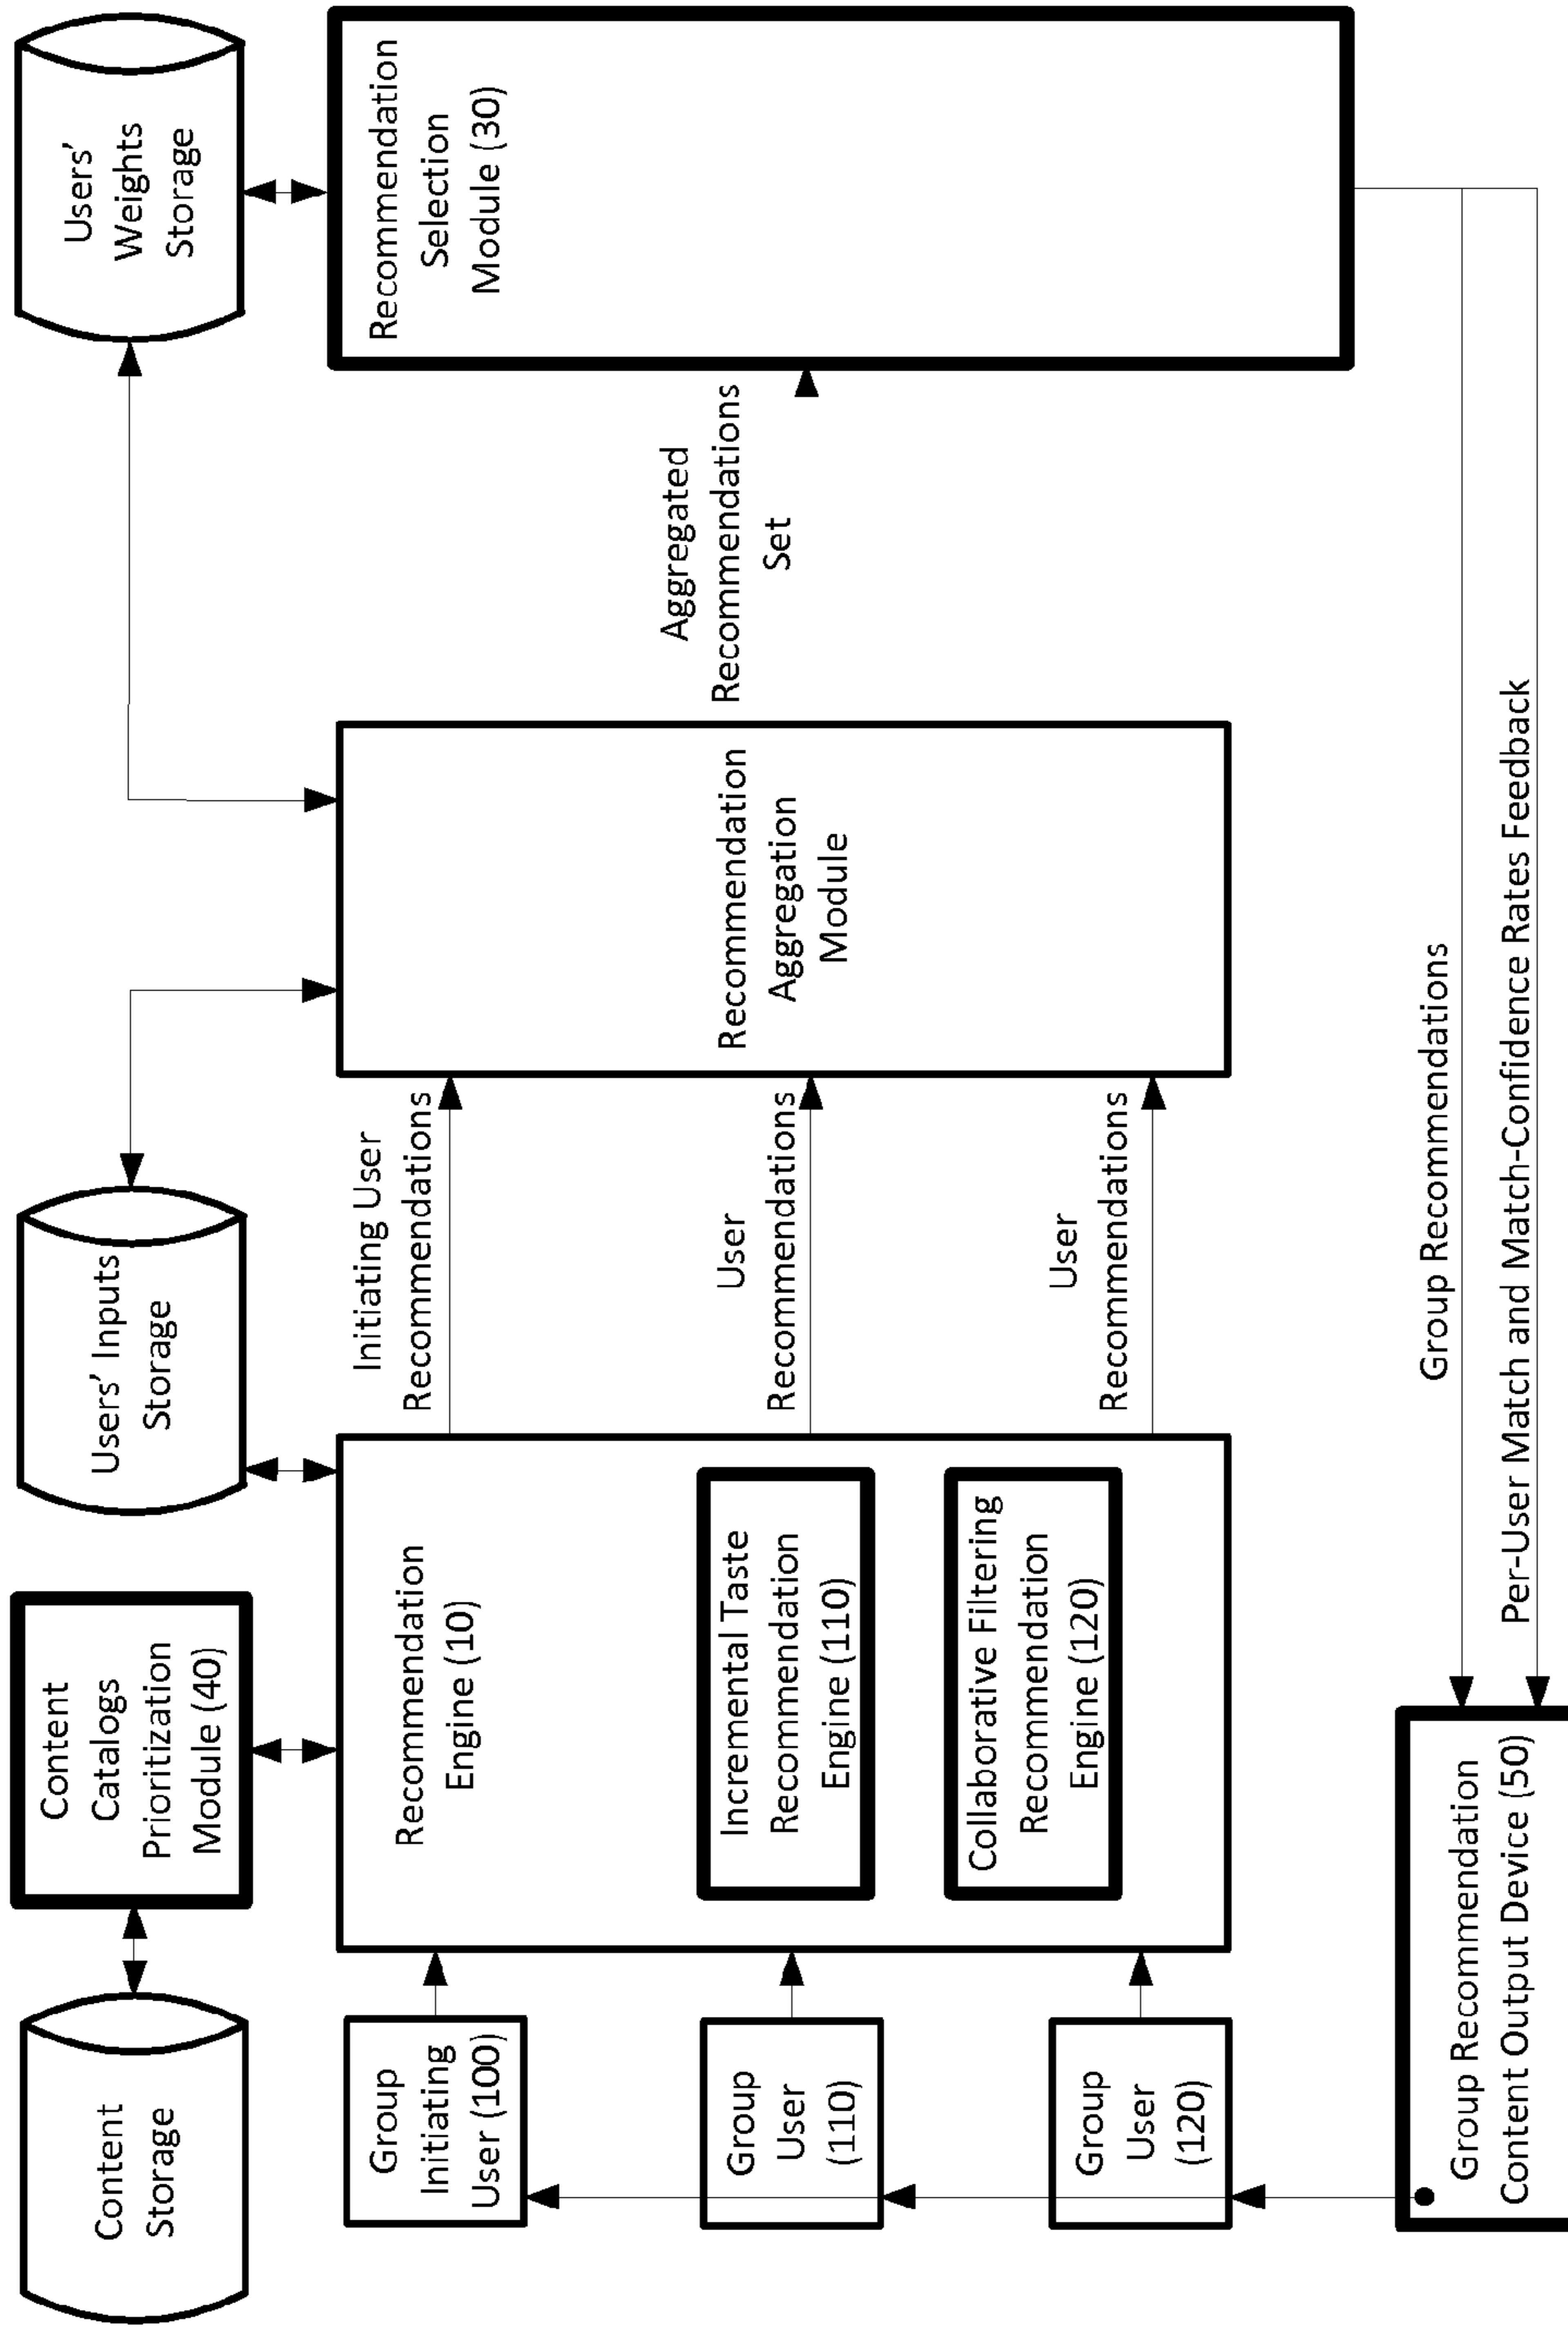 Content
Storage
Content
Catalogs
Prioritization
Module (40)
Users' Inputs
Storage
Users'
Weights
Storage
Group
Initiating
User (100)
Recommendation
Engine (10)
Initiating User
Recommendations
Recommendation
Aggregation
Module
Aggregated
Recommendations
Set
Recommendation
Selection
Module (30)
Group
User
(110)
Incremental Taste
Recommendation
Engine (110)
User
Recommendations
Group
User
(120)
Collaborative Filtering
Recommendation
Engine (120)
User
Recommendations
Group Recommendation
Content Output Device (50)
Group Recommendations
Per-User Match and Match-Confidence Rates Feedback